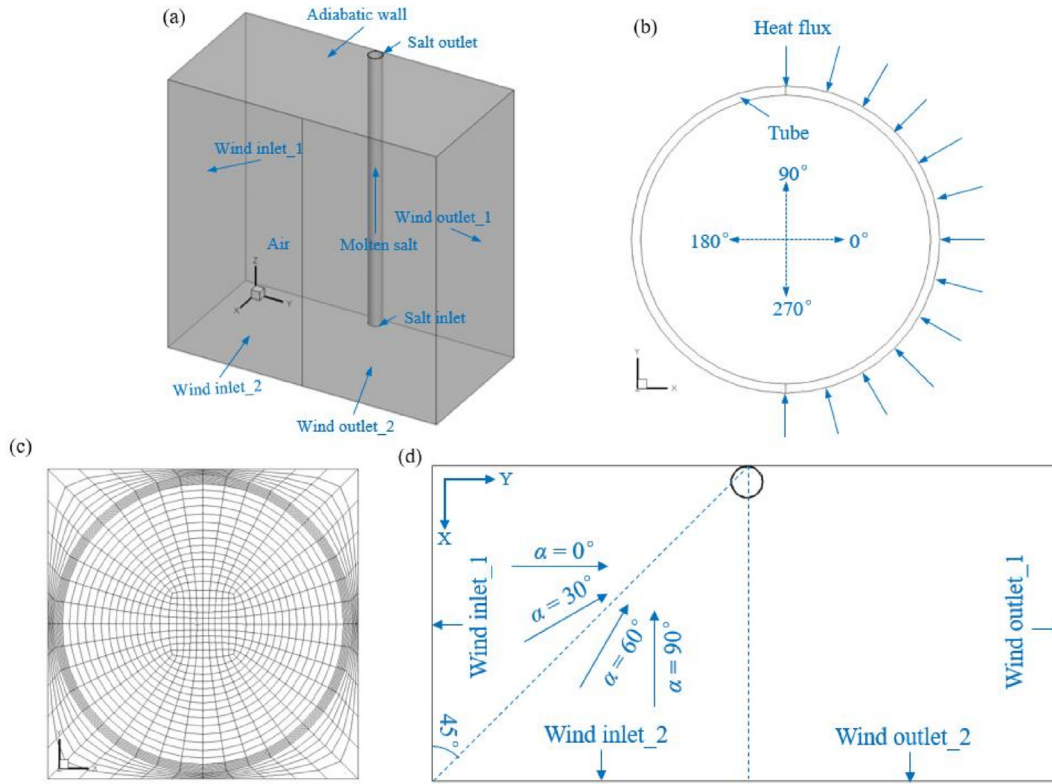 (a)
Adiabatic wall
Salt outlet
Wind inlet_1
Wind outlet_1
Air
Molten salt
Z
X
Y
Salt inlet
Wind inlet_2
Wind outlet_2
(b)
Heat flux
Tube
90°
180°
0°
270°
Y
X
(c)
(d)
Y
X
α = 0°
α = 30°
α = 60°
α = 90°
Wind inlet_1
Wind outlet_1
45°
Wind inlet_2
Wind outlet_2